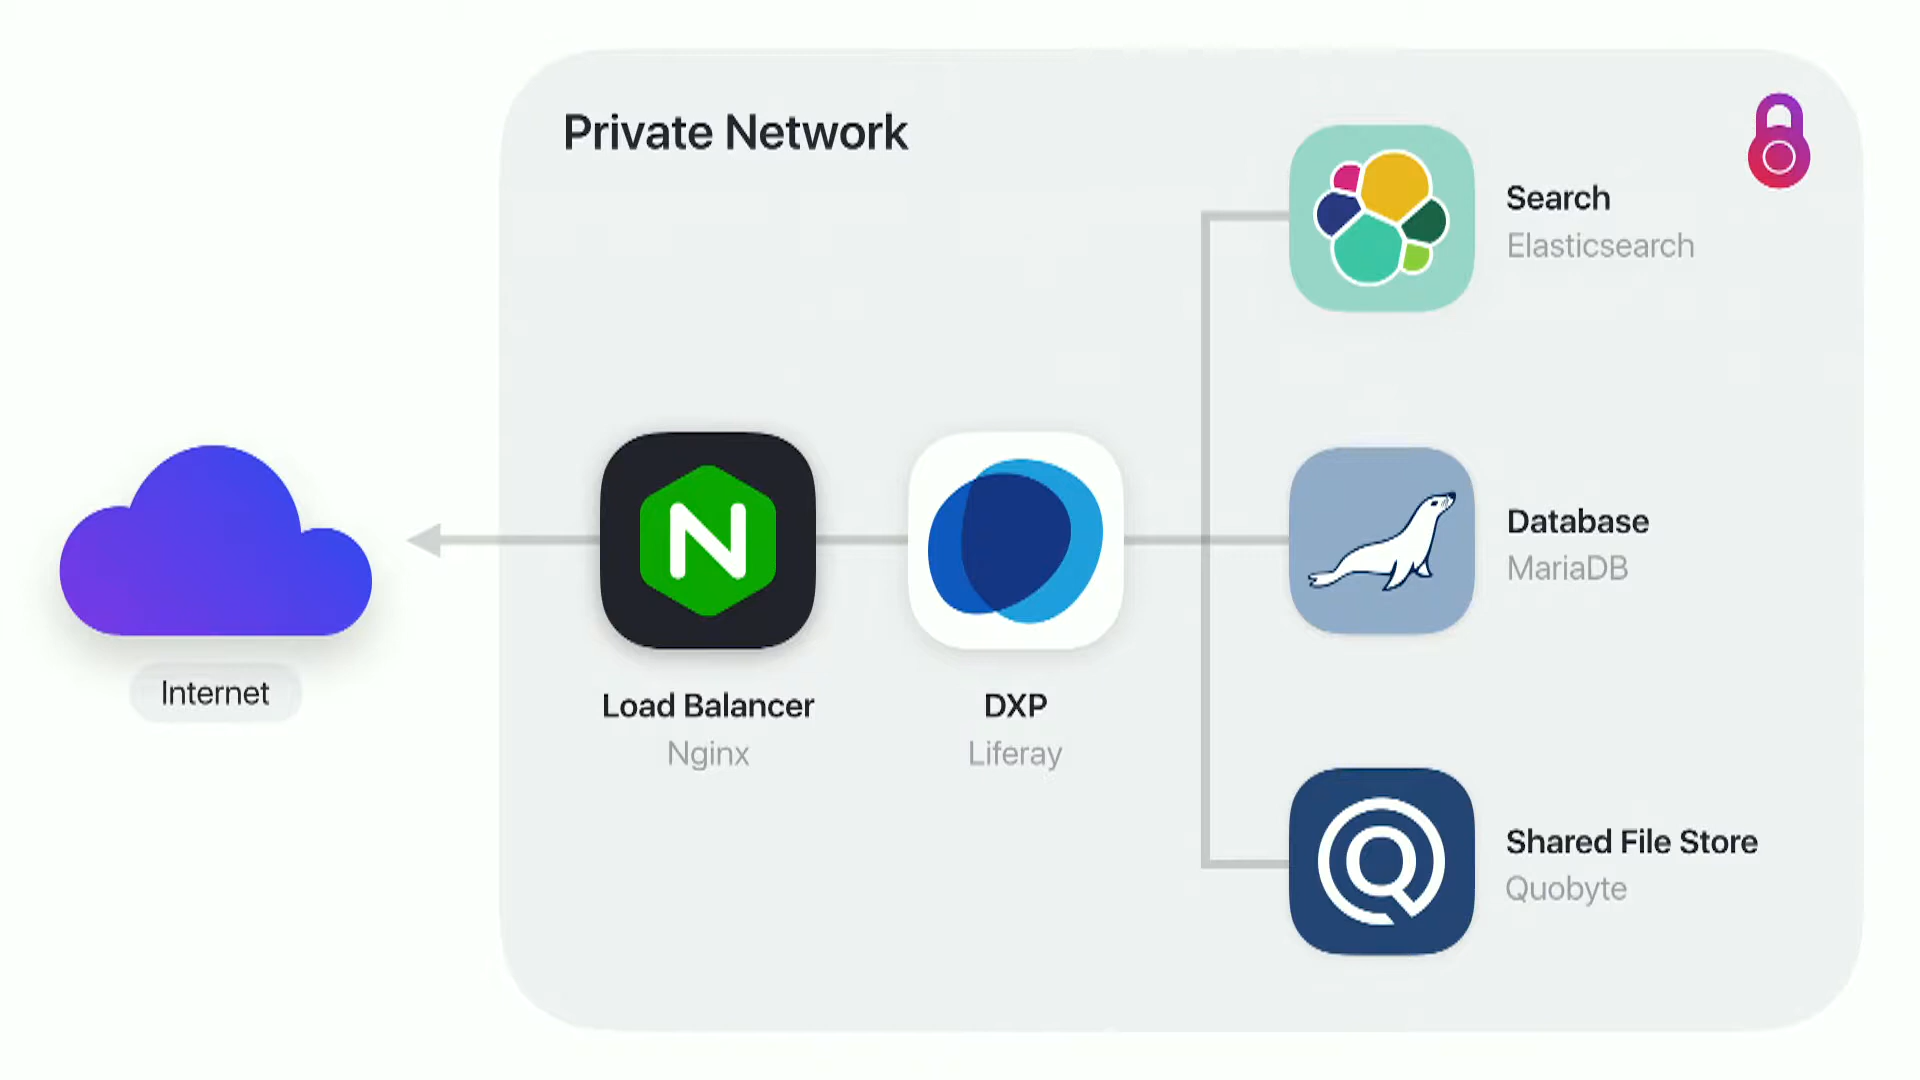 Private Network
Search
Elasticsearch
N
Database
MariaDB
Internet
Load Balancer
Nginx
DXP
Liferay
Shared File Store
Quobyte